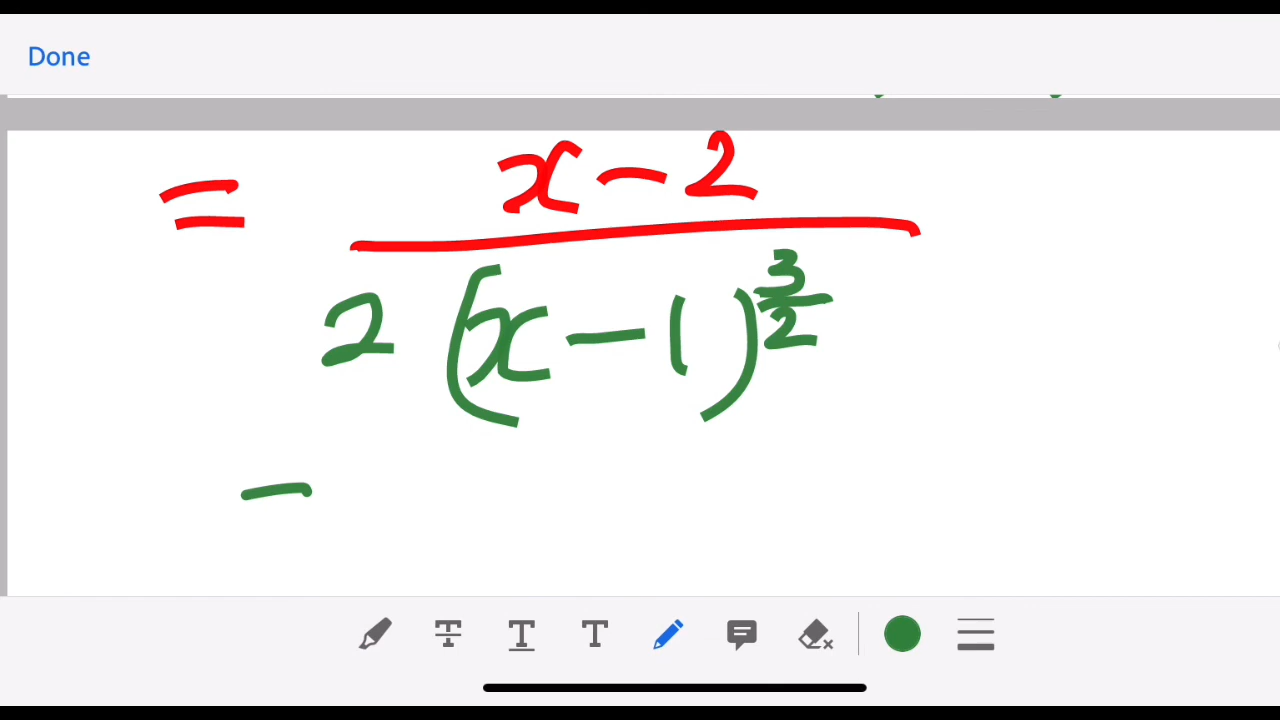 Done
= x - 2
2 (x - 1)^{3/2}
-